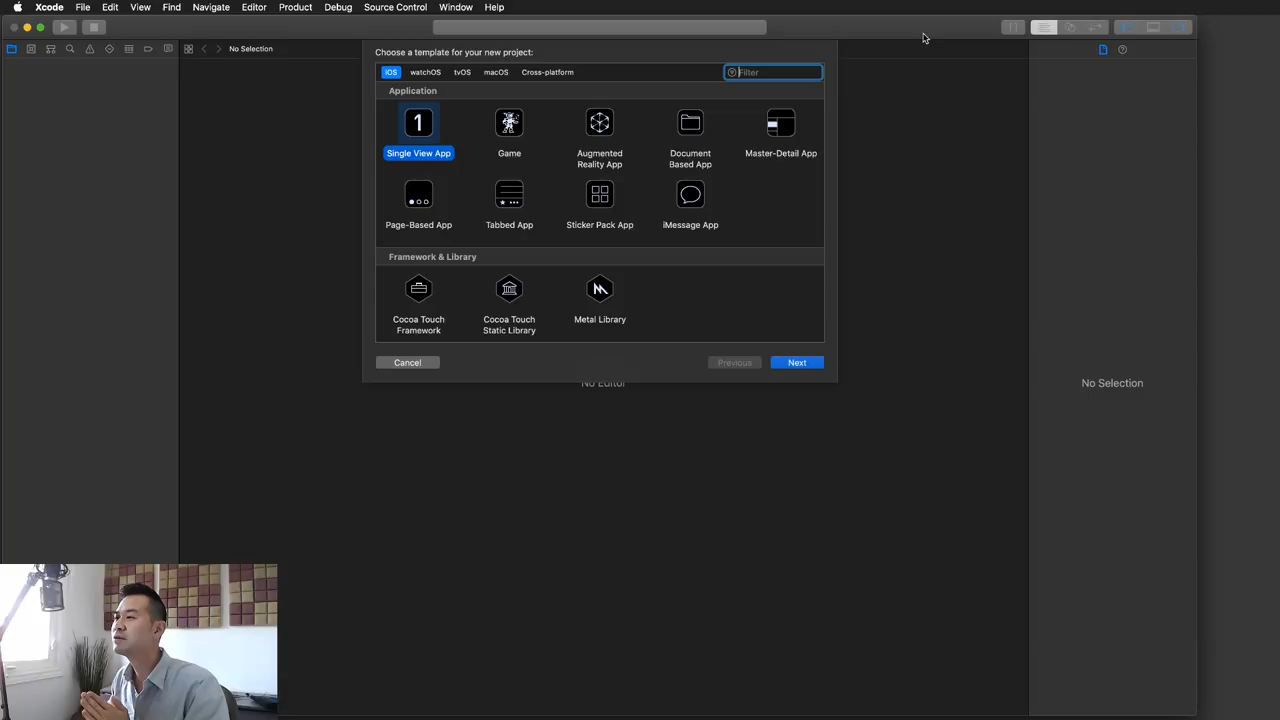 Xcode File Edit View Find Navigate Editor Product Debug Source Control Window Help
No Selection
Choose a template for your new project:
iOS watchOS tvOS macOS Cross-platform Filter
Application
1
Single View App Game Augmented Reality App Document Based App Master-Detail App
Page-Based App Tabbed App Sticker Pack App iMessage App
Framework & Library
Cocoa Touch Framework Cocoa Touch Static Library Metal Library
Cancel Previous Next
No Editor
No Selection